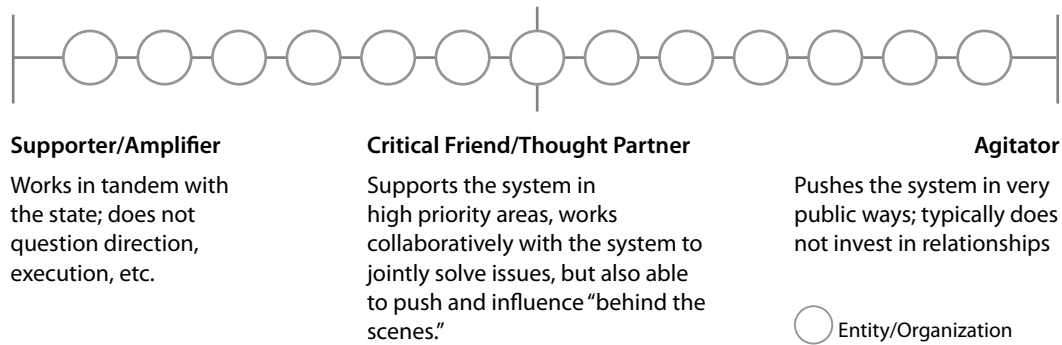 Supporter/Amplifier
Works in tandem with
the state; does not
question direction,
execution, etc.
Critical Friend/Thought Partner
Supports the system in
high priority areas, works
collaboratively with the system to
jointly solve issues, but also able
to push and influence “behind the
scenes.”
Agitator
Pushes the system in very
public ways; typically does
not invest in relationships
Entity/Organization